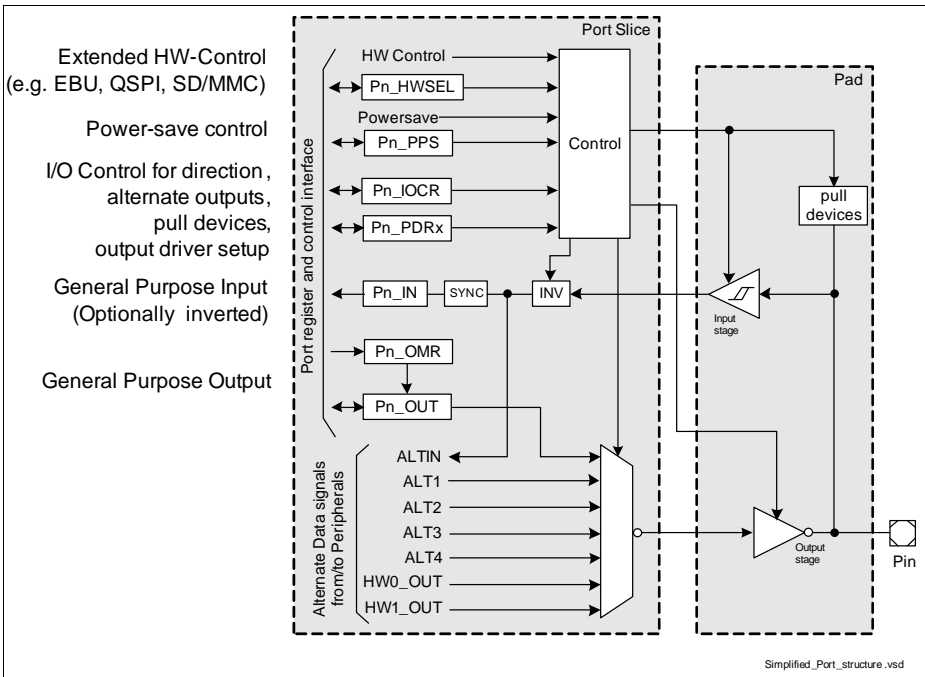 Port Slice
Pad
Extended HW-Control
(e.g. EBU, QSPI, SD/MMC)
Power-save control
I/O Control for direction ,
alternate outputs,
pull devices,
output driver setup
General Purpose Input
(Optionally inverted)
General Purpose Output
Port register and control interface
HW Control
Pn_HWSEL
Powersave
Pn_PPS
Pn_IOCR
Pn_PDRx
Control
pull
devices
Pn_IN
SYNC
INV
Input
stage
Pn_OMR
Pn_OUT
Alternate Data signals
from/to Peripherals
ALTIN
ALT1
ALT2
ALT3
ALT4
HW0_OUT
HW1_OUT
Output
stage
Pin
Simplified_Port_structure .vsd